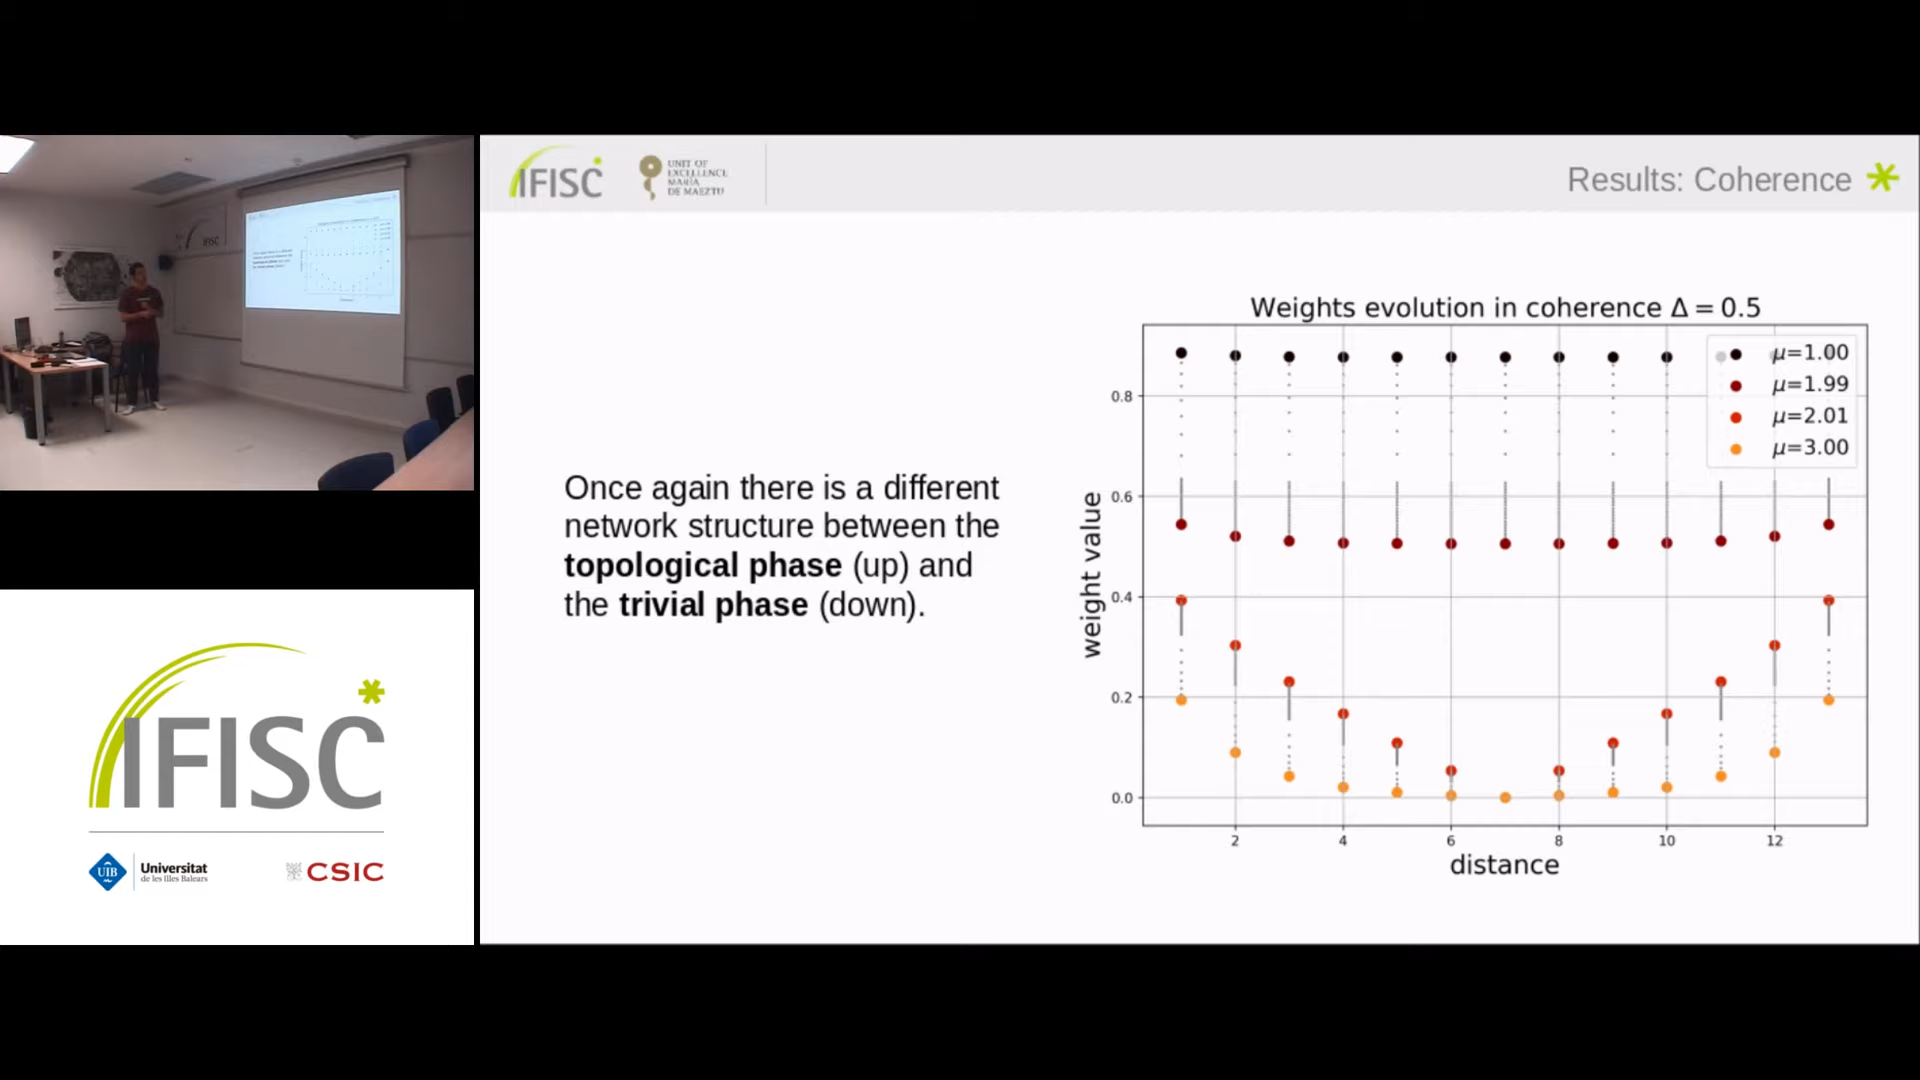 IFISC
UNIT OF
EXCELLENCE
MARÍA
DE MAEZTU
Results: Coherence
Once again there is a different
network structure between the
topological phase (up) and
the trivial phase (down).
Weights evolution in coherence Δ = 0.5
μ=1.00
μ=1.99
μ=2.01
μ=3.00
weight value
0.8
0.6
0.4
0.2
0.0
2 4 6 8 10 12
distance
IFISC
IFISC
UIB
Universitat
de les Illes Balears
CSIC